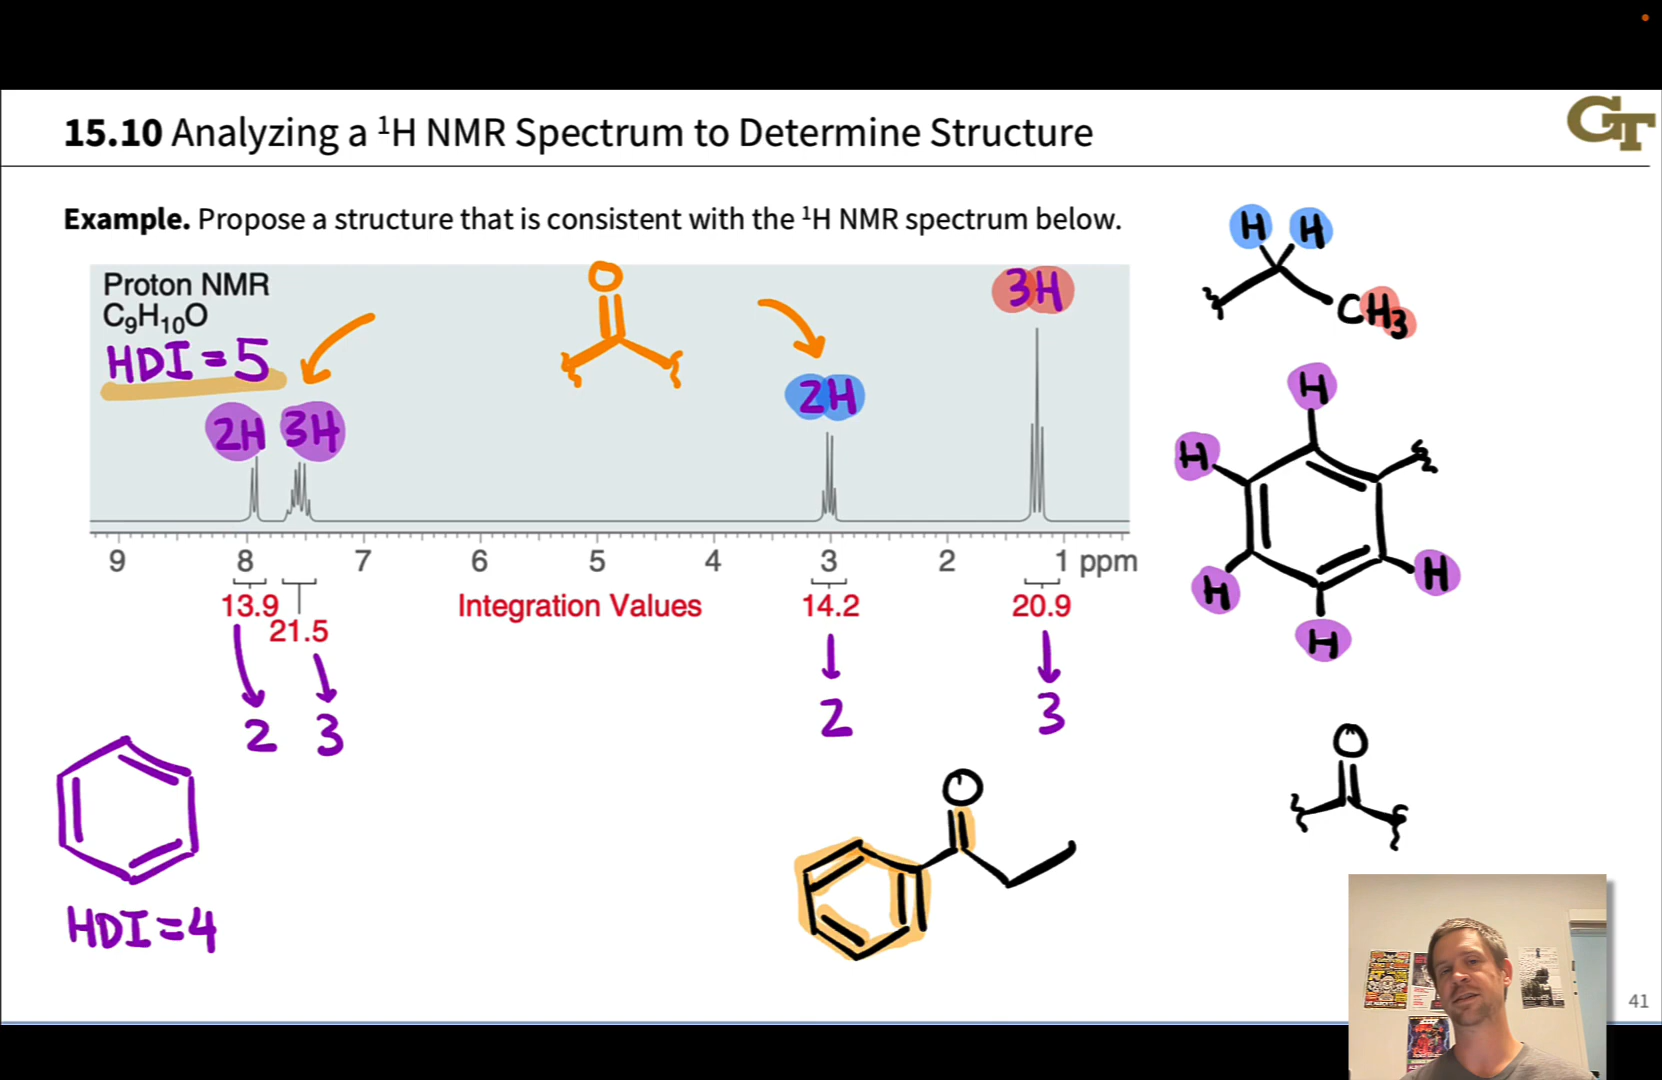 15.10 Analyzing a ¹H NMR Spectrum to Determine Structure
GT
Example. Propose a structure that is consistent with the ¹H NMR spectrum below.
Proton NMR
C₉H₁₀O
HDI = 5
O
2H 3H
2H
3H
9 8 7 6 5 4 3 2 1 ppm
13.9 21.5 Integration Values 14.2 20.9
2 3 2 3
HDI = 4
O
H H
CH₃
H
H
H
H
H
O
41